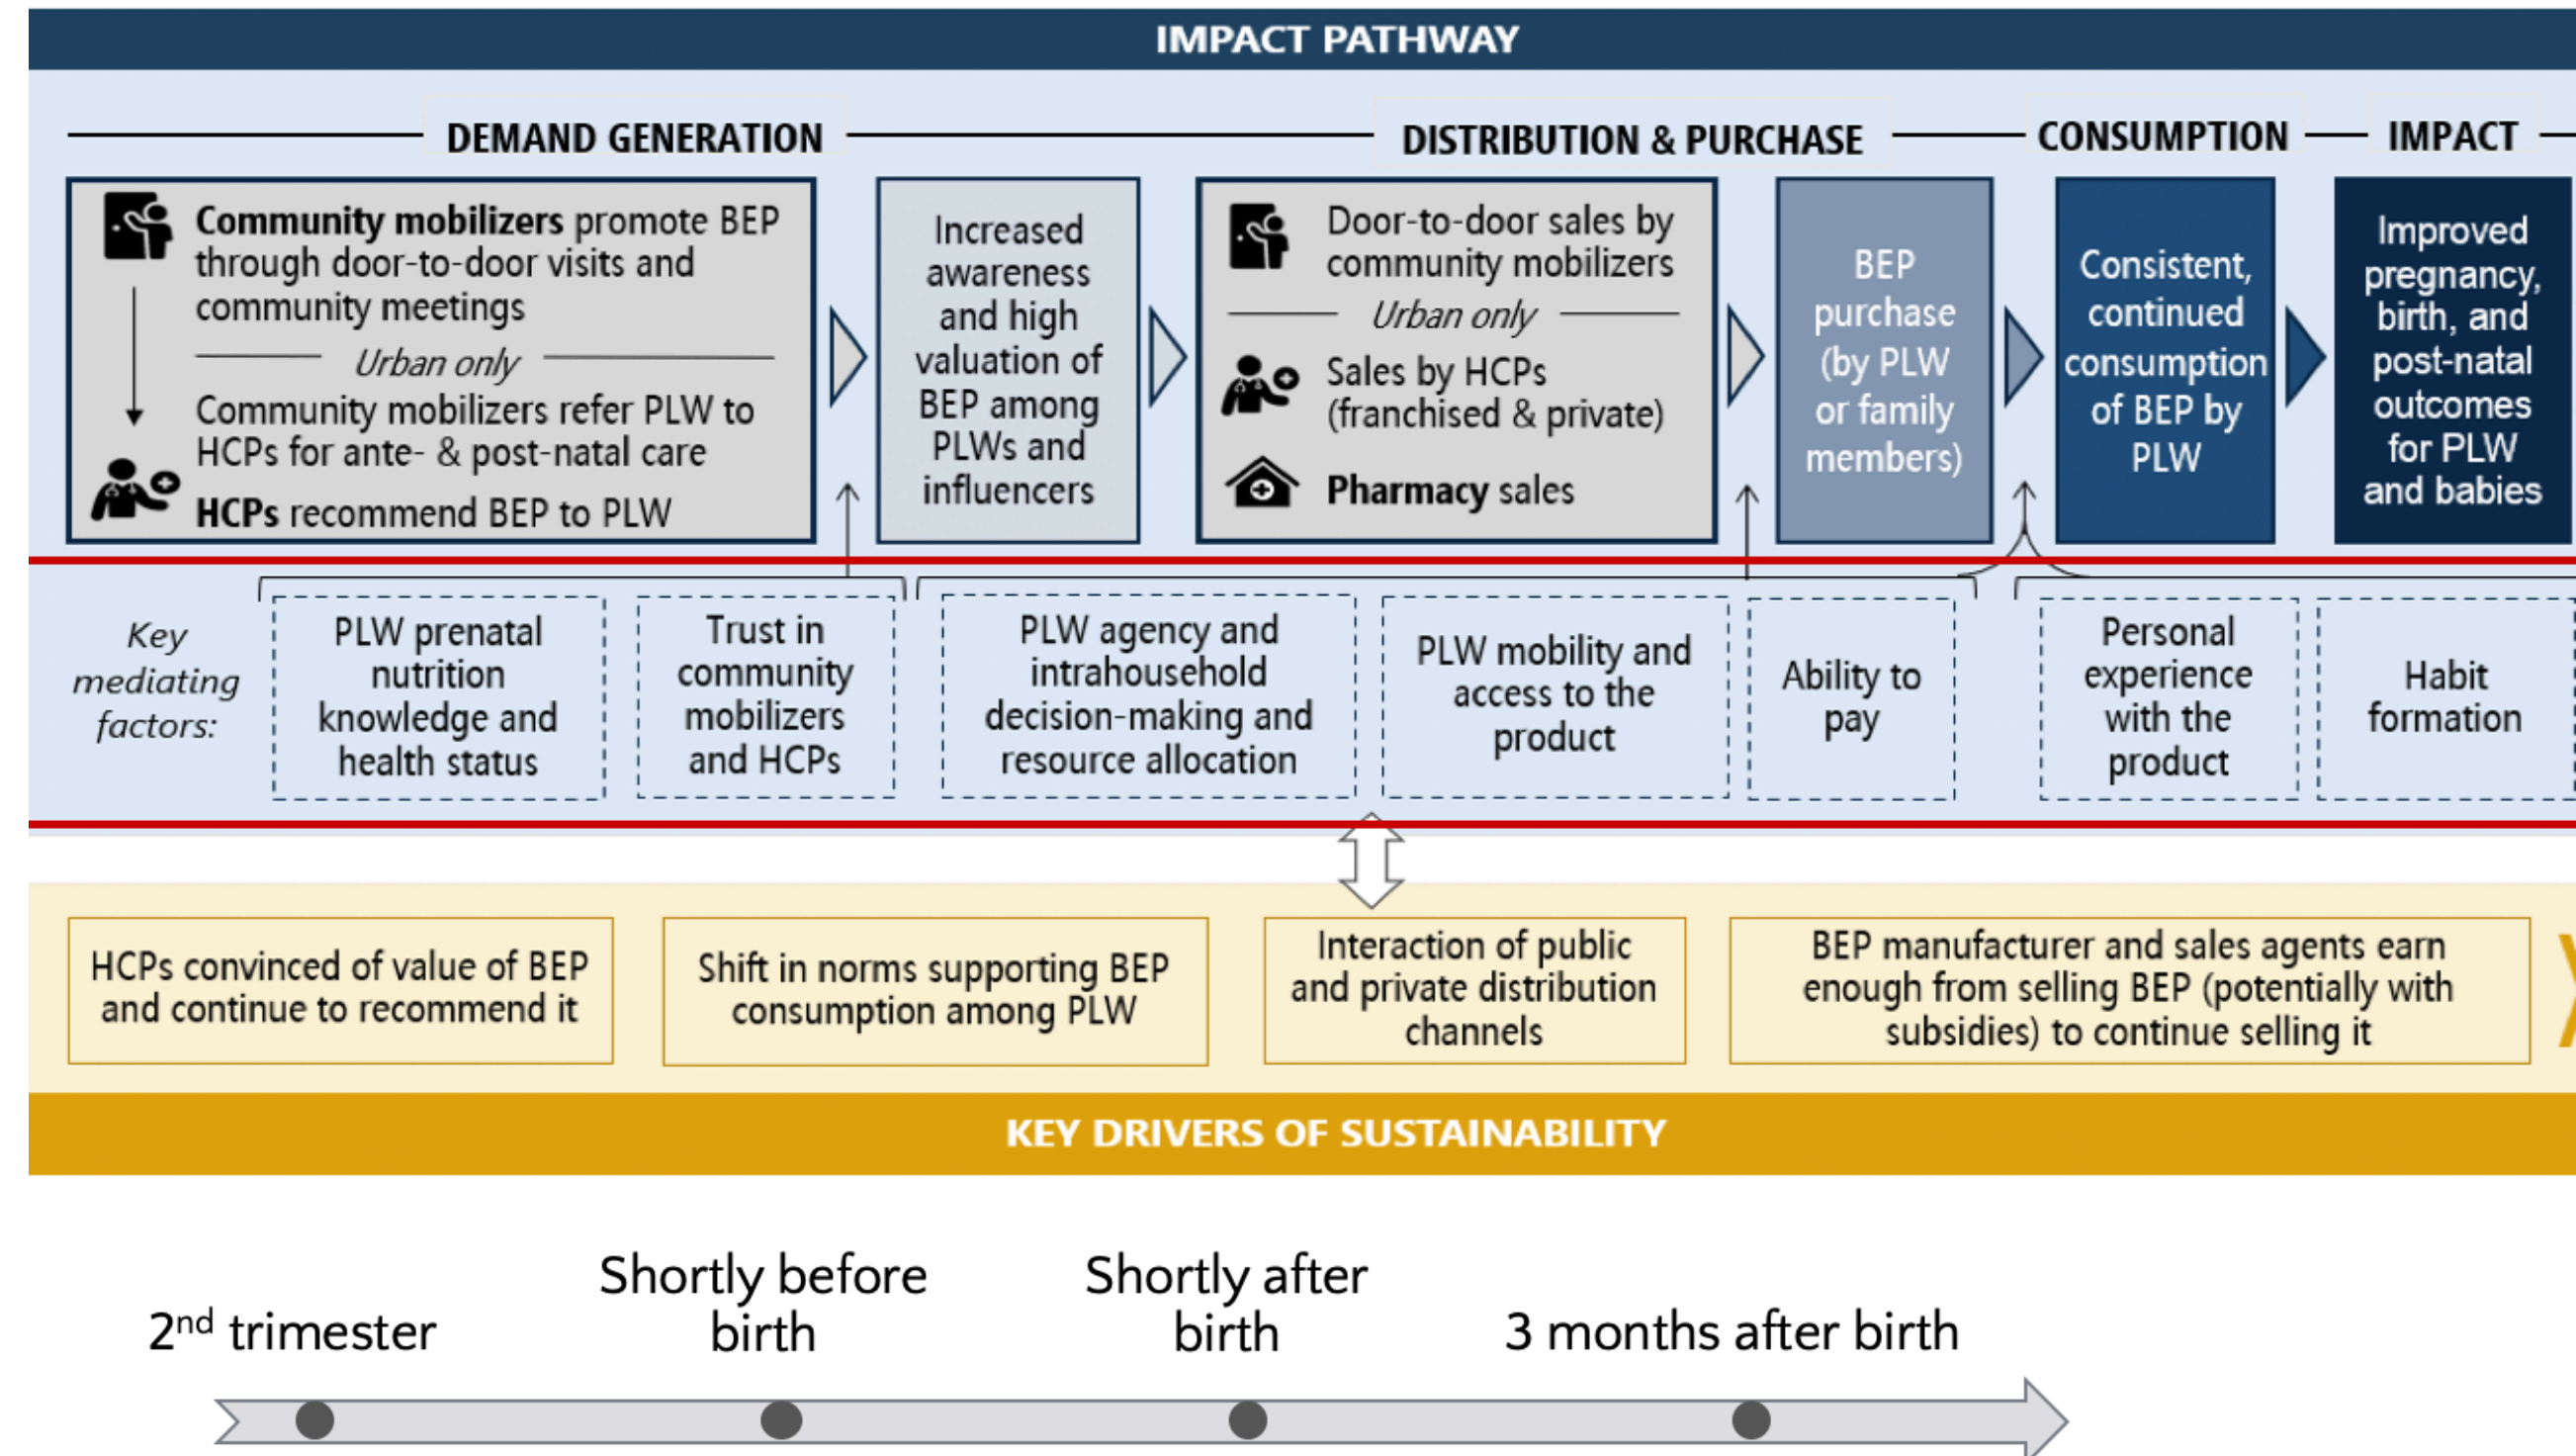 IMPACT PATHWAY
DEMAND GENERATION
DISTRIBUTION & PURCHASE
CONSUMPTION
IMPACT
Community mobilizers promote BEP
through door-to-door visits and
community meetings
Urban only
Community mobilizers refer PLW to
HCPs for ante- & post-natal care
HCPs recommend BEP to PLW
Increased
awareness
and high
valuation of
BEP among
PLWs and
influencers
Door-to-door sales by
community mobilizers
Urban only
Sales by HCPs
(franchised & private)
Pharmacy sales
BEP
purchase
(by PLW
or family
members)
Consistent,
continued
consumption
of BEP by
PLW
Improved
pregnancy,
birth, and
post-natal
outcomes
for PLW
and babies
Key
mediating
factors:
PLW prenatal
nutrition
knowledge and
health status
Trust in
community
mobilizers
and HCPs
PLW agency and
intrahousehold
decision-making and
resource allocation
PLW mobility and
access to the
product
Ability to
pay
Personal
experience
with the
product
Habit
formation
HCPs convinced of value of BEP
and continue to recommend it
Shift in norms supporting BEP
consumption among PLW
Interaction of public
and private distribution
channels
BEP manufacturer and sales agents earn
enough from selling BEP (potentially with
subsidies) to continue selling it
KEY DRIVERS OF SUSTAINABILITY
2nd trimester
Shortly before
birth
Shortly after
birth
3 months after birth